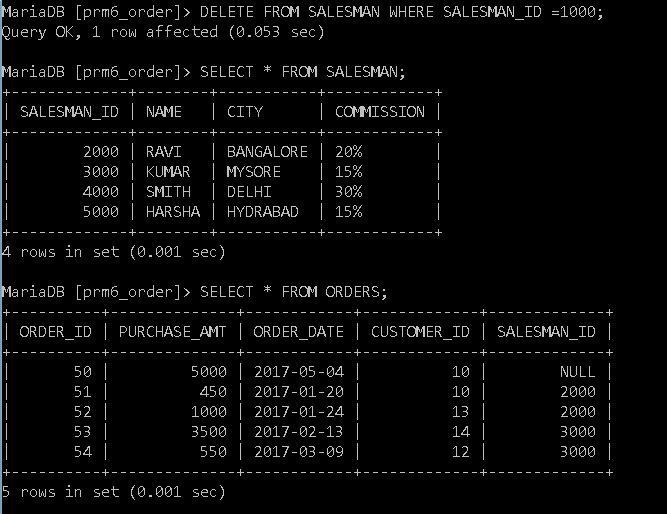 MariaDB [prm6_order]> DELETE FROM SALESMAN WHERE SALESMAN_ID =1000;
Query OK, 1 row affected (0.053 sec)
MariaDB [prm6_order]> SELECT * FROM SALESMAN;
+-------------+--------+-----------+------------+
| SALESMAN_ID | NAME | CITY | COMMISSION |
+-------------+--------+-----------+------------+
| 2000 | RAVI | BANGALORE | 20% |
| 3000 | KUMAR | MYSORE | 15% |
| 4000 | SMITH | DELHI | 30% |
| 5000 | HARSHA | HYDRABAD | 15% |
+-------------+--------+-----------+------------+
4 rows in set (0.001 sec)
MariaDB [prm6_order]> SELECT * FROM ORDERS;
+----------+--------------+------------+-------------+-------------+
| ORDER_ID | PURCHASE_AMT | ORDER_DATE | CUSTOMER_ID | SALESMAN_ID |
+----------+--------------+------------+-------------+-------------+
| 50 | 5000 | 2017-05-04 | 10 | NULL |
| 51 | 450 | 2017-01-20 | 10 | 2000 |
| 52 | 1000 | 2017-01-24 | 13 | 2000 |
| 53 | 3500 | 2017-02-13 | 14 | 3000 |
| 54 | 550 | 2017-03-09 | 12 | 3000 |
+----------+--------------+------------+-------------+-------------+
5 rows in set (0.001 sec)